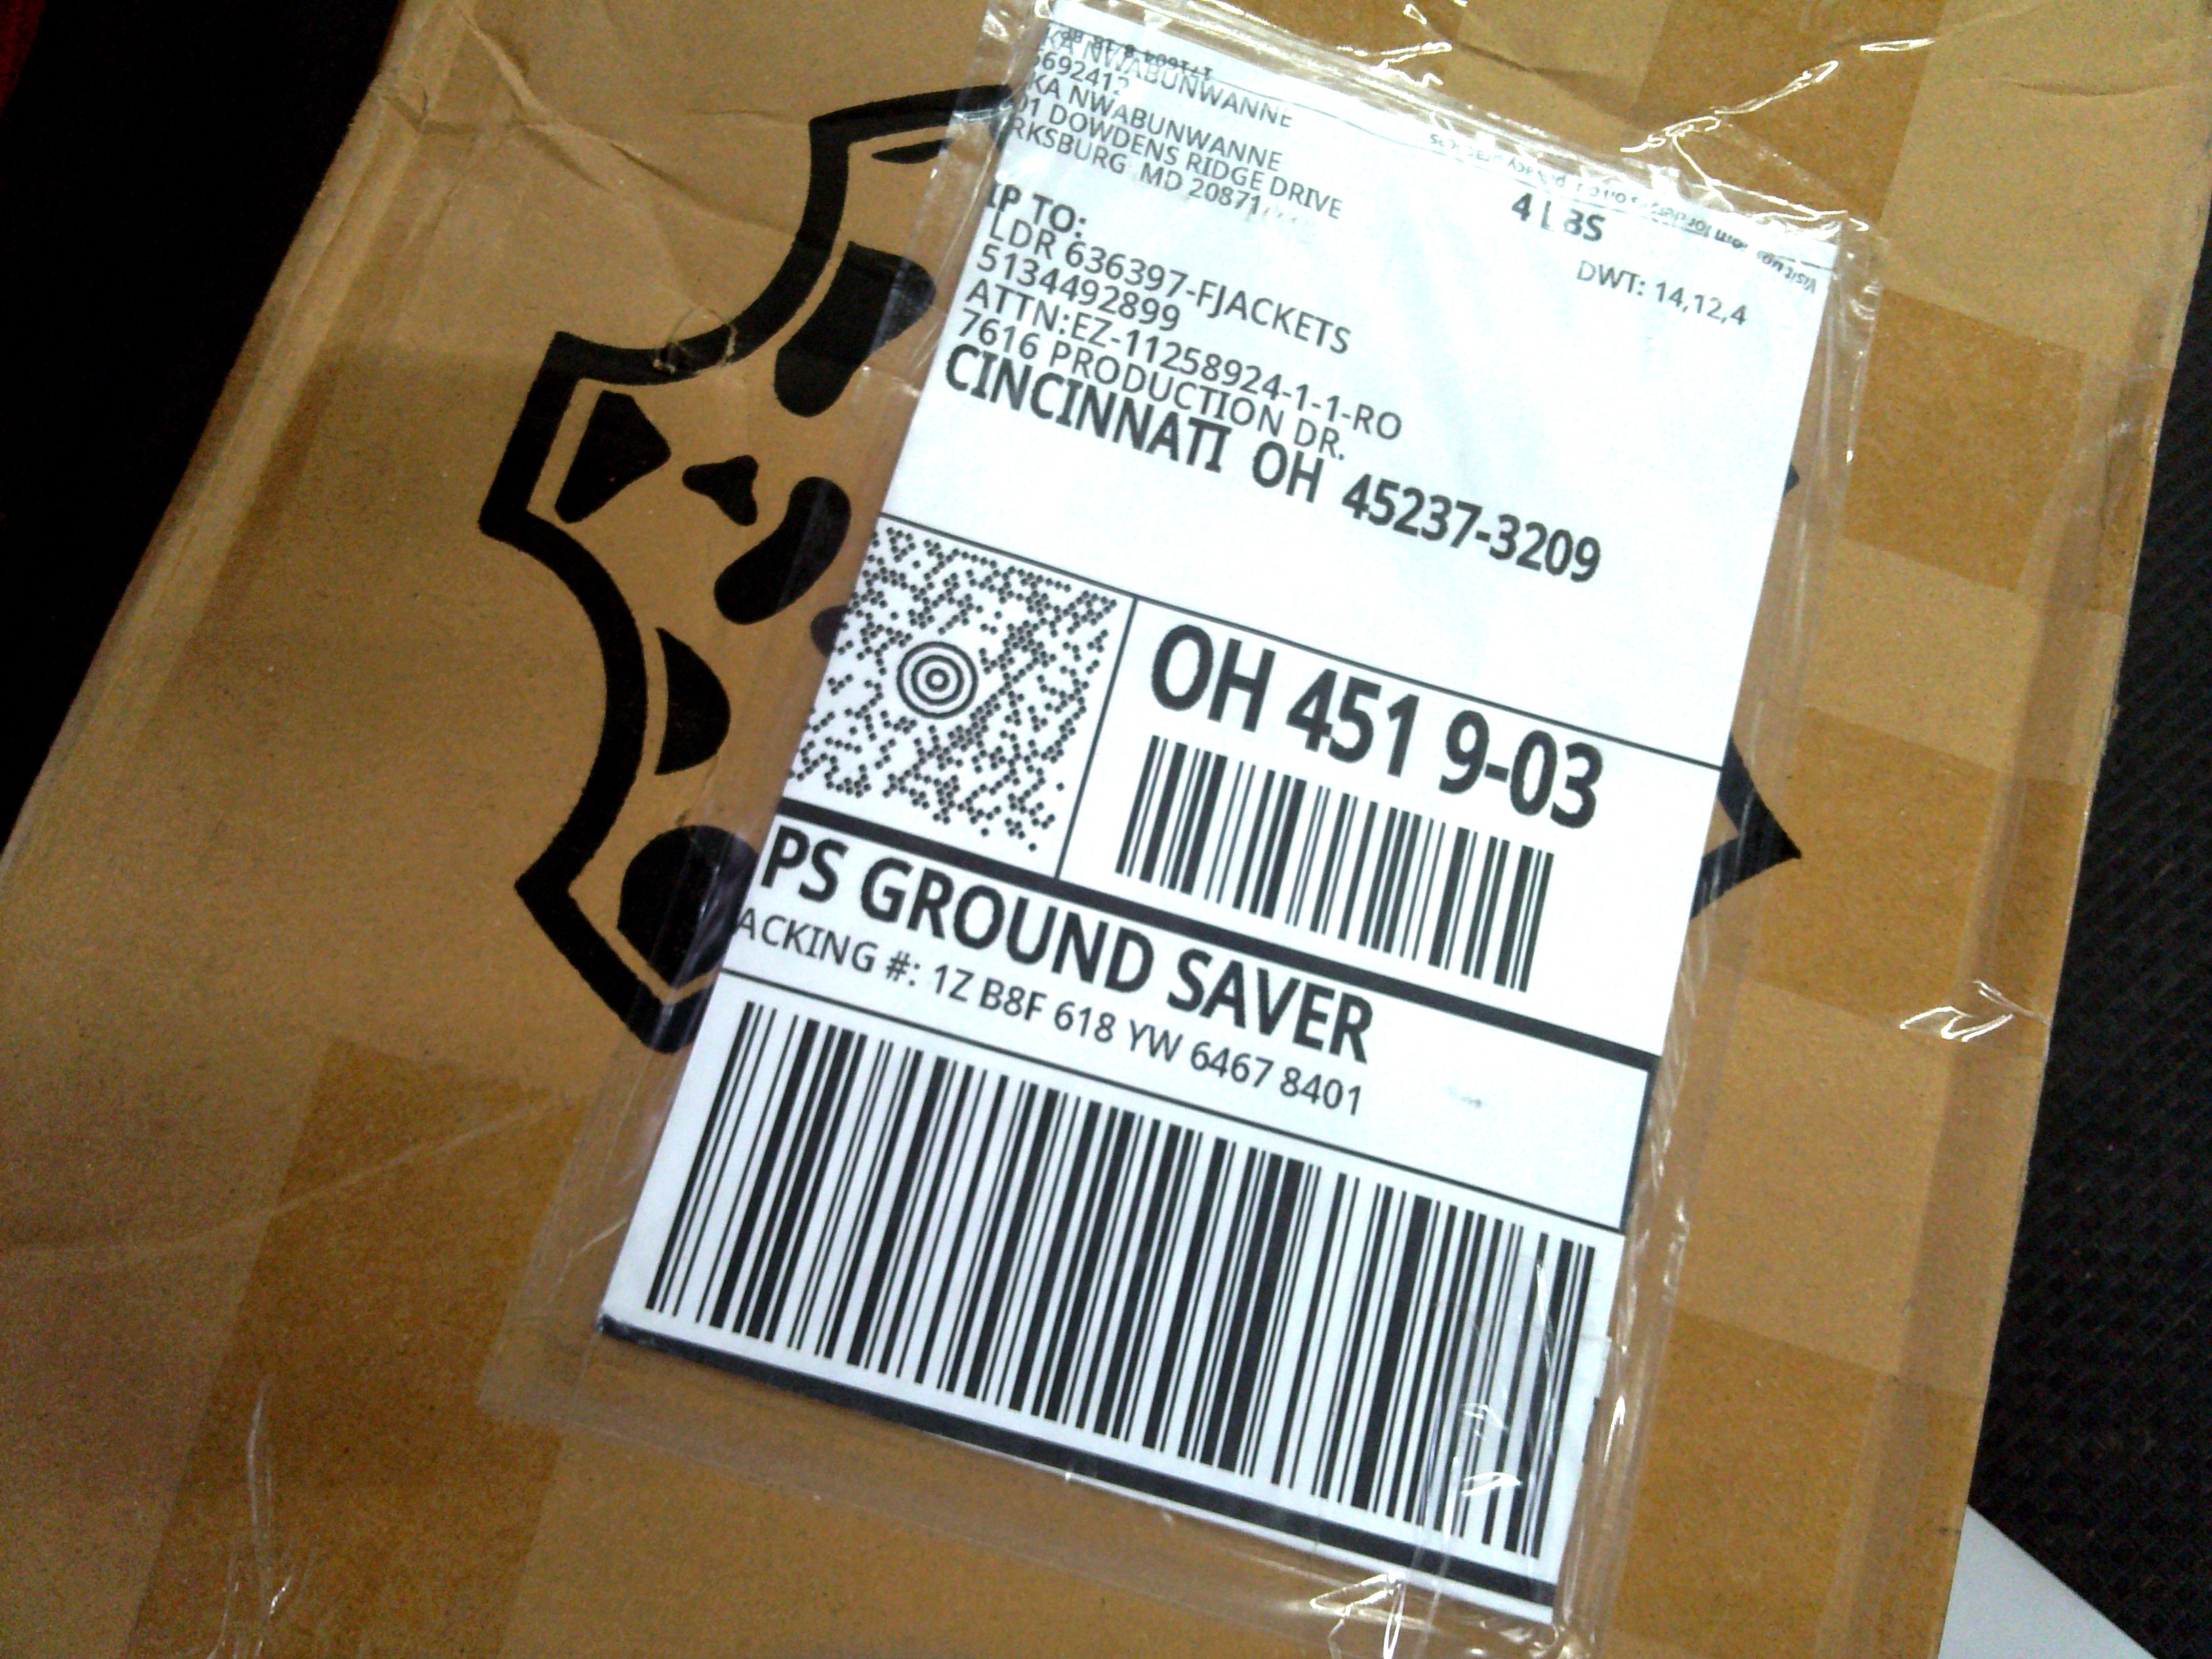 KA NWABUNWANNE
569241?
KA NWABUNWANNE
01 DOWDENS RIDGE DRIVE
RKSBURG MD 20871
4 LBS
DWT: 14,12,4
IP TO:
LDR 636397-FJACKETS
5134492899
ATTN:EZ-11258924-1-1-RO
7616 PRODUCTION DR.
CINCINNATI OH 45237-3209
OH 451 9-03
PS GROUND SAVER
ACKING #: 1Z B8F 618 YW 6467 8401